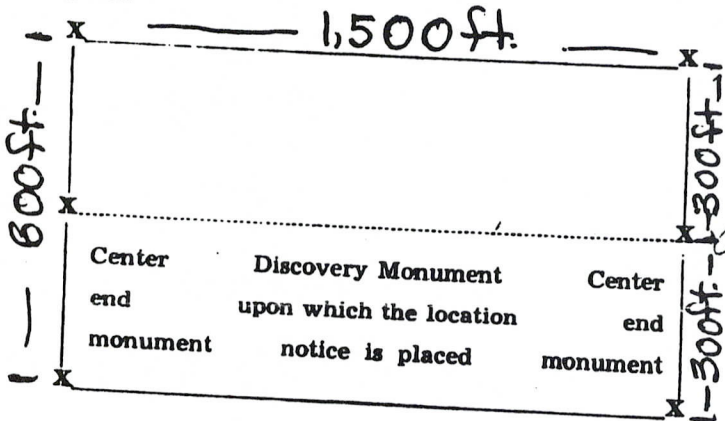 X 1,500 ft. X
600 ft.
300 ft.
X X
Center Discovery Monument Center
end upon which the location end
monument notice is placed monument
300 ft.
X X